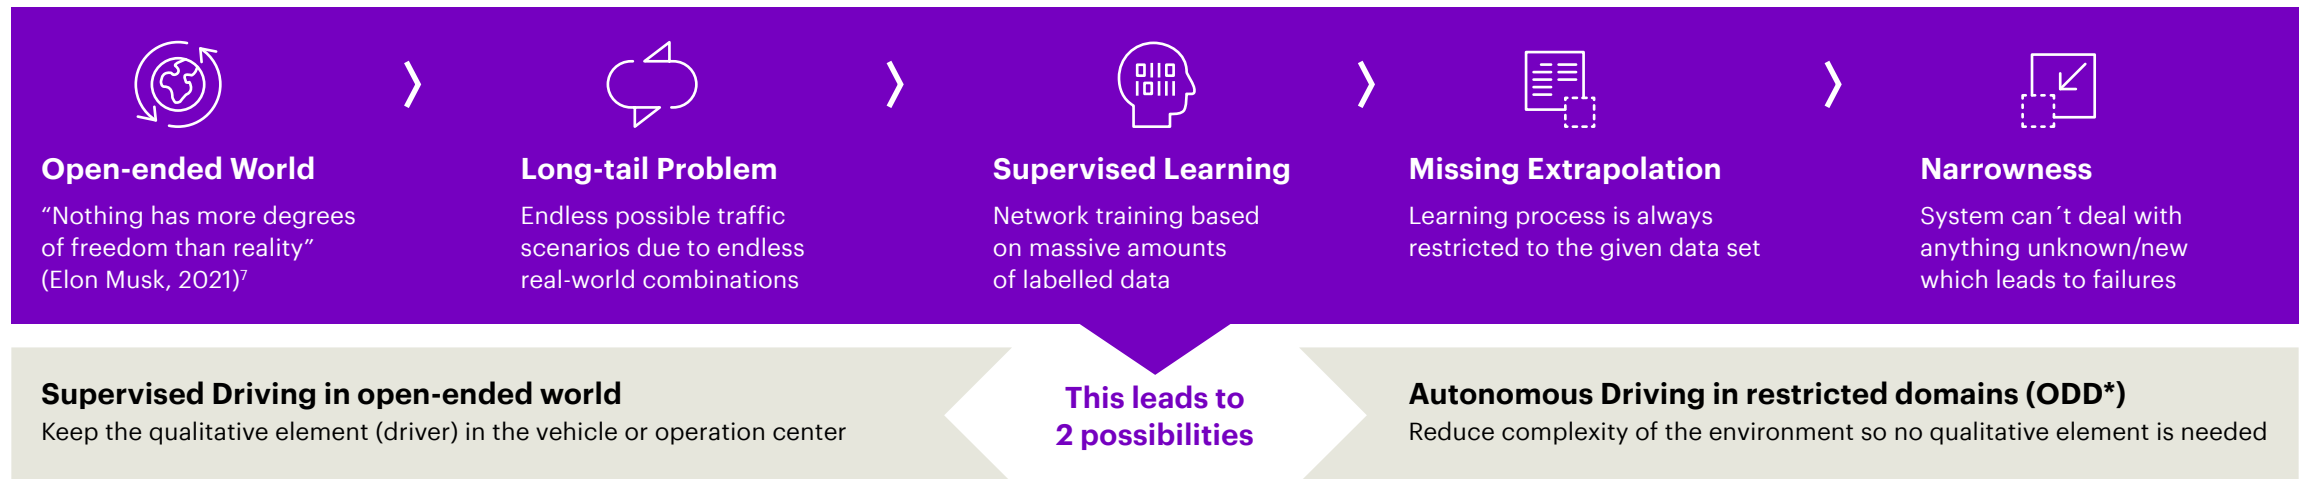 Open-ended World
“Nothing has more degrees
of freedom than reality”
(Elon Musk, 2021)⁷
Long-tail Problem
Endless possible traffic
scenarios due to endless
real-world combinations
0110
10111
Supervised Learning
Network training based
on massive amounts
of labelled data
Missing Extrapolation
Learning process is always
restricted to the given data set
Narrowness
System can´t deal with
anything unknown/new
which leads to failures
Supervised Driving in open-ended world
Keep the qualitative element (driver) in the vehicle or operation center
This leads to
2 possibilities
Autonomous Driving in restricted domains (ODD*)
Reduce complexity of the environment so no qualitative element is needed